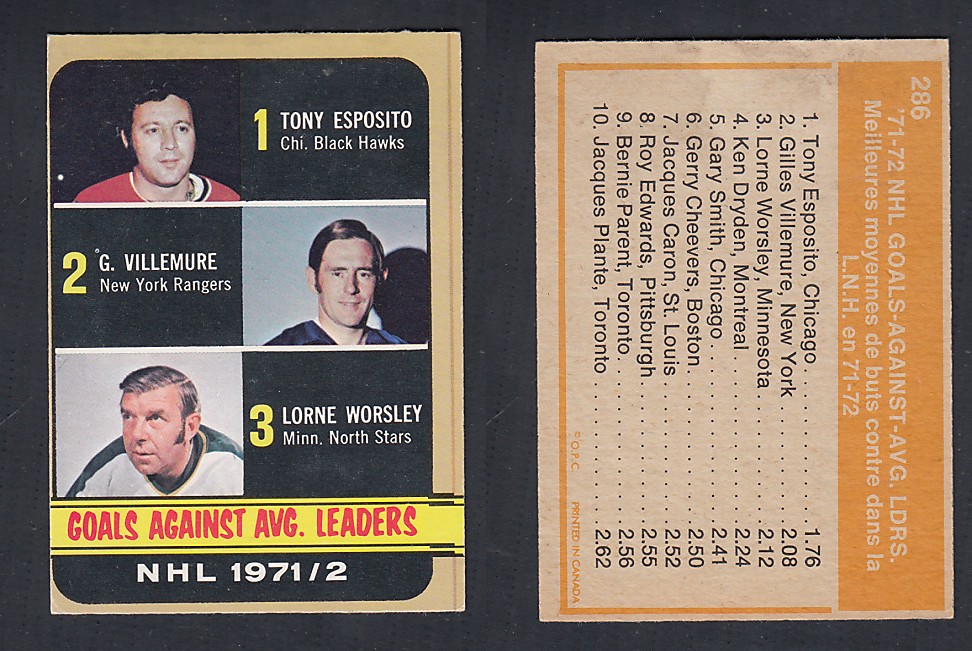 1 TONY ESPOSITO
Chi. Black Hawks
2 G. VILLEMURE
New York Rangers
3 LORNE WORSLEY
Minn. North Stars
GOALS AGAINST AVG. LEADERS
NHL 1971/2
286
'71-72 NHL GOALS-AGAINST-AVG. LDRS.
Meilleures moyennes de buts contre dans la
L.N.H. en 71-72
1. Tony Esposito, Chicago . . . . . . . . . . . . 1.76
2. Gilles Villemure, New York . . . . . . . . . . 2.08
3. Lorne Worsley, Minnesota . . . . . . . . . . 2.12
4. Ken Dryden, Montreal . . . . . . . . . . . . 2.24
5. Gary Smith, Chicago . . . . . . . . . . . . . 2.41
6. Gerry Cheevers, Boston . . . . . . . . . . . 2.50
7. Jacques Caron, St. Louis . . . . . . . . . . . 2.52
8. Roy Edwards, Pittsburgh . . . . . . . . . . . 2.55
9. Bernie Parent, Toronto . . . . . . . . . . . . 2.56
10. Jacques Plante, Toronto . . . . . . . . . . . 2.62
© O.P.C. PRINTED IN CANADA